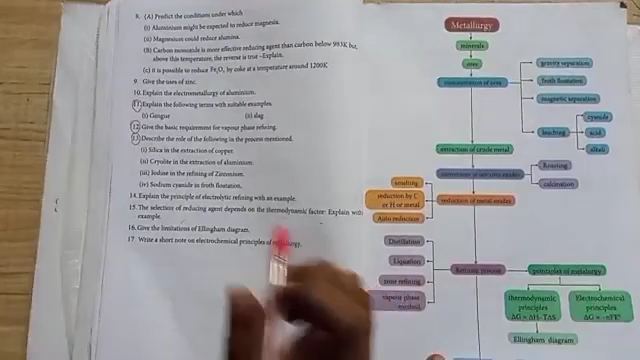 8. (A) Predict the conditions under which
(i) Aluminium might be expected to reduce magnesia.
(ii) Magnesium could reduce alumina.
(B) Carbon monoxide is more effective reducing agent than carbon below 983K but,
above this temperature, the reverse is true –Explain.
(c) it is possible to reduce Fe₂O₃ by coke at a temperature around 1200K
9. Give the uses of zinc.
10. Explain the electrometallurgy of aluminium.
11. Explain the following terms with suitable examples.
(i) Gangue (ii) slag
12. Give the basic requirement for vapour phase refining.
13. Describe the role of the following in the process mentioned.
(i) Silica in the extraction of copper.
(ii) Cryolite in the extraction of aluminium.
(iii) Iodine in the refining of Zirconium.
(iv) Sodium cyanide in froth flotation.
14. Explain the principle of electrolytic refining with an example.
15. The selection of reducing agent depends on the thermodynamic factor: Explain with
example.
16. Give the limitations of Ellingham diagram.
17. Write a short note on electrochemical principles of metallurgy.
Metallurgy
minerals
ores
concentration of ores
gravity separation
froth flotation
magnetic separation
leaching
cyanide
acid
alkali
extraction of crude metal
conversion of ores into oxides
Roasting
calcination
reduction of metal oxides
smelting
reduction by C
or H or metal
Auto reduction
Refining process
Distillation
Liquation
zone refining
vapour phase
method
principles of metallurgy
thermodynamic
principles
ΔG = ΔH–TΔS
Electrochemical
principles
ΔG° = –nFE°
Ellingham diagram